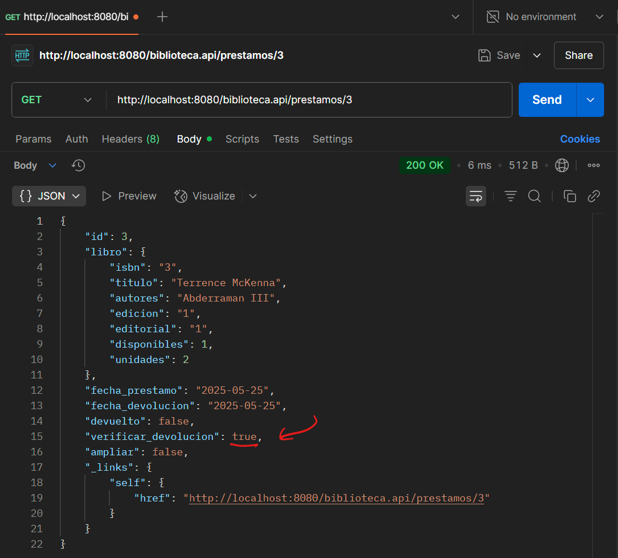 GET http://localhost:8080/bi
No environment
HTTP http://localhost:8080/biblioteca.api/prestamos/3
Save
Share
GET
http://localhost:8080/biblioteca.api/prestamos/3
Send
Params Auth Headers (8) Body Scripts Tests Settings Cookies
Body 200 OK 6 ms 512 B
{} JSON Preview Visualize
1 {
2 "id": 3,
3 "libro": {
4 "isbn": "3",
5 "titulo": "Terrence McKenna",
6 "autores": "Abderraman III",
7 "edicion": "1",
8 "editorial": "1",
9 "disponibles": 1,
10 "unidades": 2
11 },
12 "fecha_prestamo": "2025-05-25",
13 "fecha_devolucion": "2025-05-25",
14 "devuelto": false,
15 "verificar_devolucion": true,
16 "ampliar": false,
17 "_links": {
18 "self": {
19 "href": "http://localhost:8080/biblioteca.api/prestamos/3"
20 }
21 }
22 }